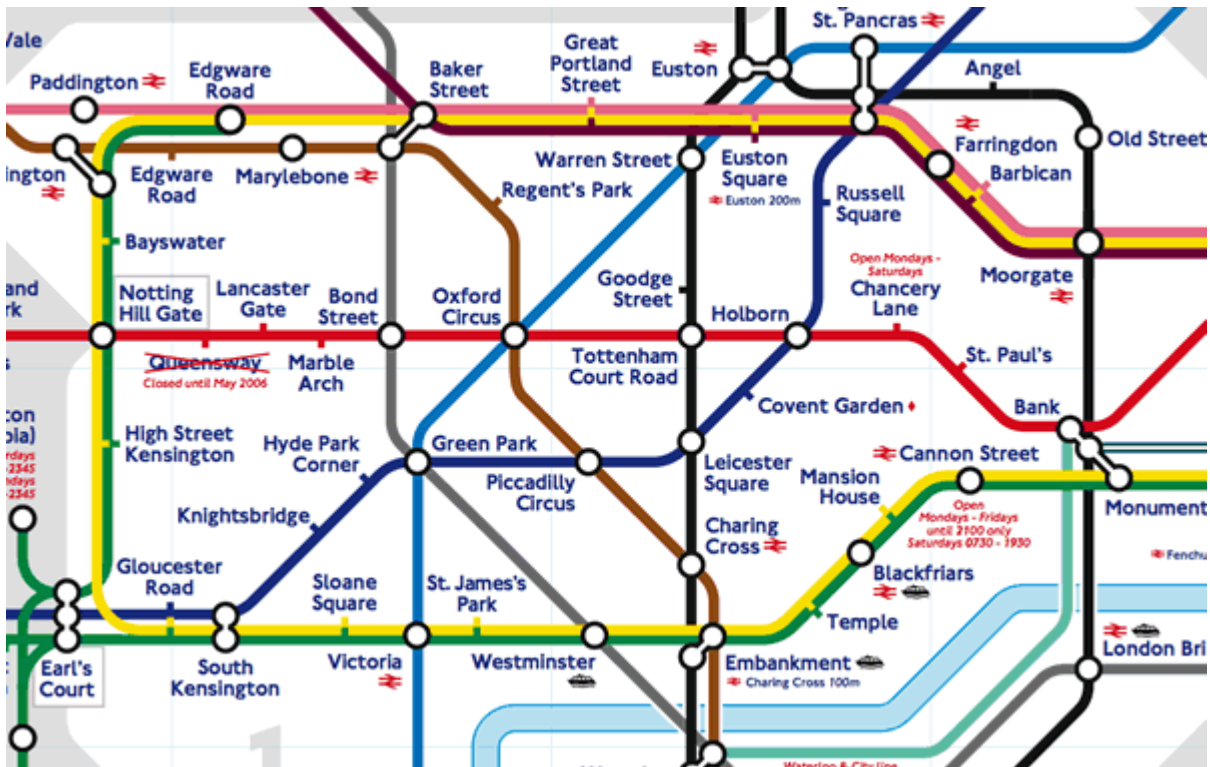 St. Pancras
Vale
Great
Portland
Street
Euston
Paddington
Edgware
Road
Baker
Street
Angel
Warren Street
Euston
Square
Euston 200m
Farringdon
Barbican
Old Street
Edgware
Road
Marylebone
Regent's Park
Russell
Square
Bayswater
Open Mondays -
Saturdays
Chancery
Lane
Moorgate
Notting
Hill Gate
Lancaster
Gate
Bond
Street
Oxford
Circus
Goodge
Street
Holborn
Queensway
Closed until May 2006
Marble
Arch
Tottenham
Court Road
St. Paul's
Covent Garden
Bank
High Street
Kensington
Hyde Park
Corner
Green Park
Piccadilly
Circus
Leicester
Square
Mansion
House
Cannon Street
Open
Mondays - Fridays
until 2100 only
Saturdays 0730 - 1930
Monument
-2345
-2345
Knightsbridge
Charing
Cross
Blackfriars
Gloucester
Road
Sloane
Square
St. James's
Park
Temple
Fenchu
London Bri
Earl's
Court
South
Kensington
Victoria
Westminster
Embankment
Charing Cross 100m
1